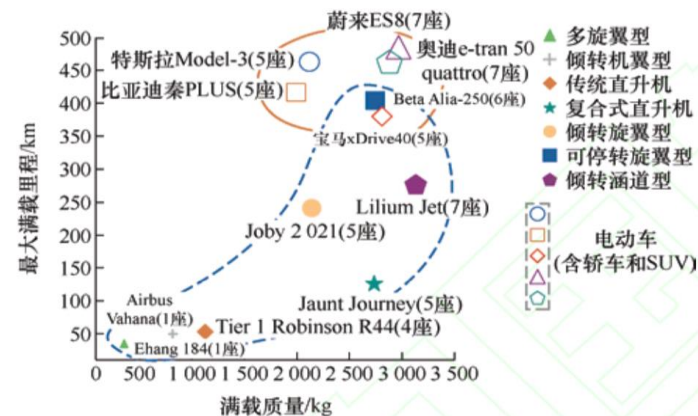 蔚来ES8(7座)
特斯拉Model-3(5座)
奥迪e-tran 50
quattro(7座)
比亚迪秦PLUS(5座)
Beta Alia-250(6座)
宝马xDrive40(5座)
Lilium Jet(7座)
Joby 2 021(5座)
Jaunt Journey(5座)
Airbus
Vahana(1座)
Tier 1 Robinson R44(4座)
Ehang 184(1座)
最大满载里程/km
500
450
400
350
300
250
200
150
100
50
0
500
1 000
1 500
2 000
2 500
3 000
3 500
满载质量/kg
多旋翼型
倾转机翼型
传统直升机
复合式直升机
倾转旋翼型
可停转旋翼型
倾转涵道型
电动车
(含轿车和SUV)